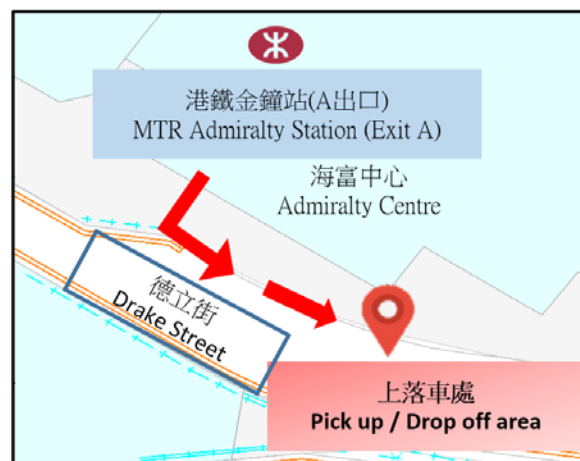 港鐵金鐘站(A出口)
MTR Admiralty Station (Exit A)
海富中心
Admiralty Centre
德立街
Drake Street
上落車處
Pick up / Drop off area